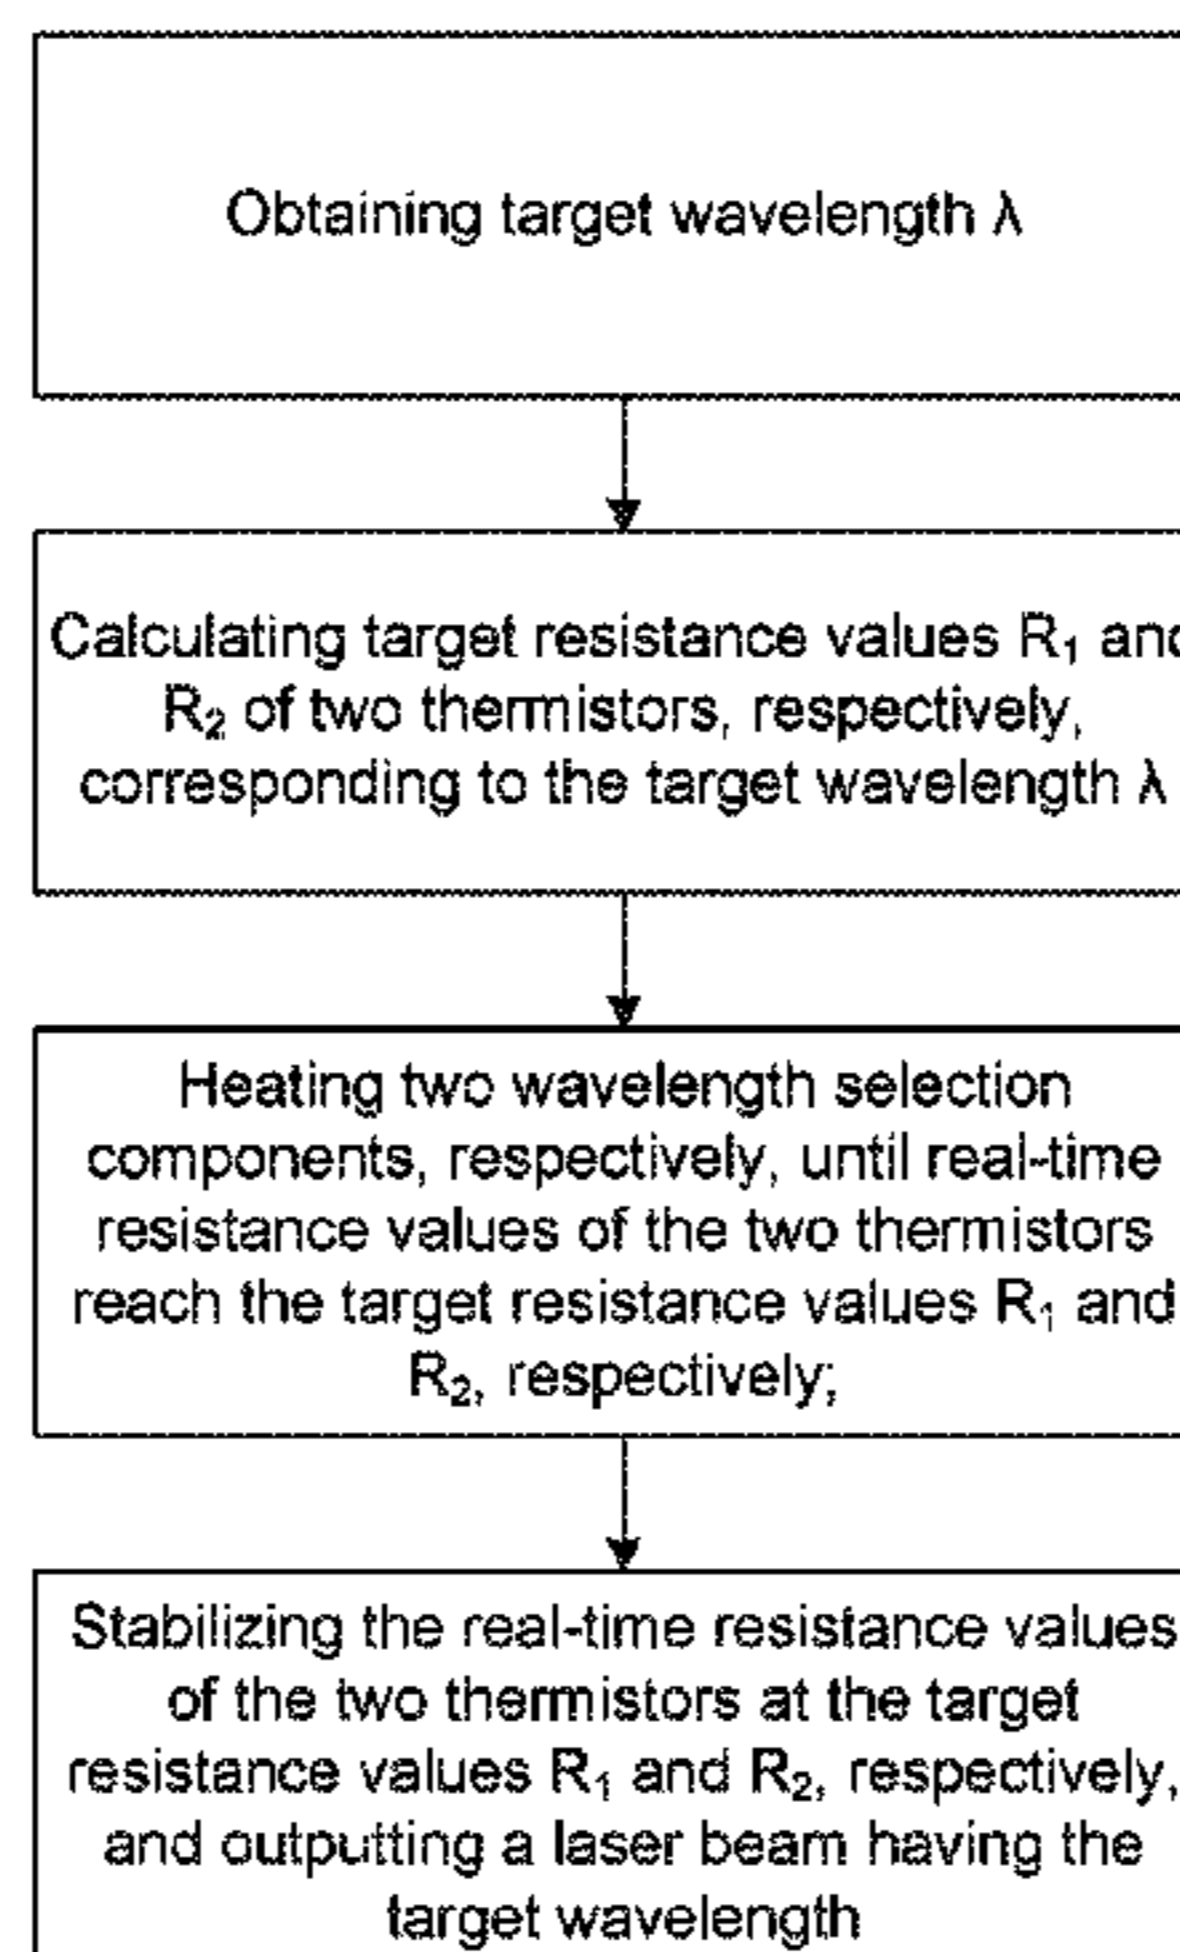 Obtaining target wavelength λ
Calculating target resistance values R₁ and
R₂ of two thermistors, respectively,
corresponding to the target wavelength λ
Heating two wavelength selection
components, respectively, until real-time
resistance values of the two thermistors
reach the target resistance values R₁ and
R₂, respectively;
Stabilizing the real-time resistance values
of the two thermistors at the target
resistance values R₁ and R₂, respectively,
and outputting a laser beam having the
target wavelength